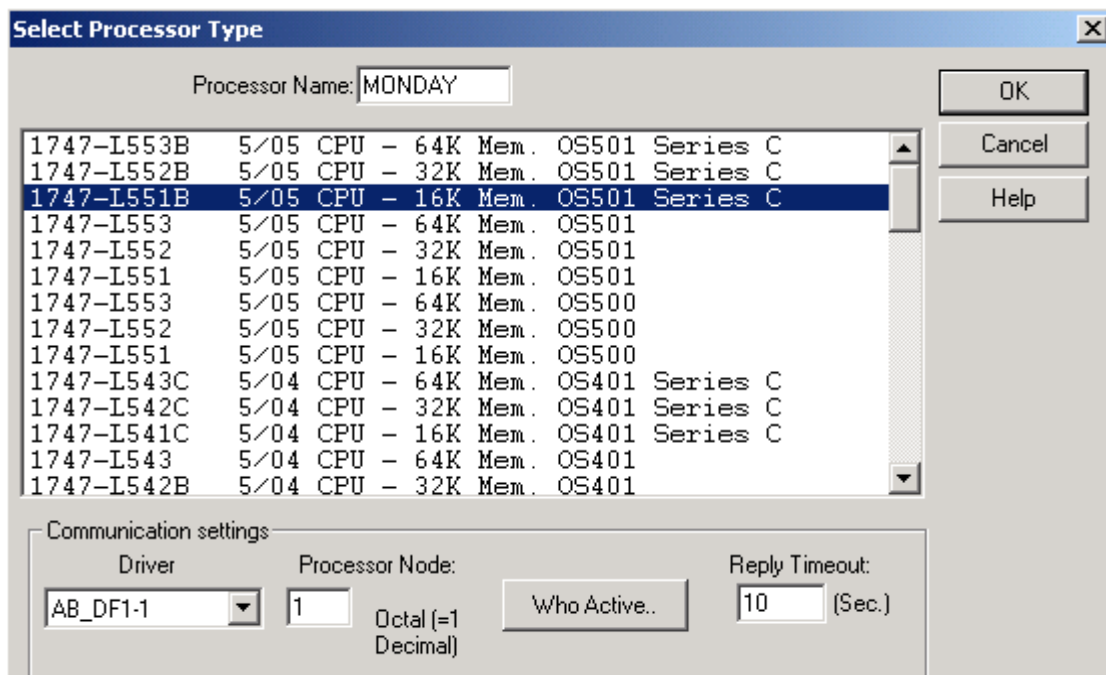 Select Processor Type
Processor Name: MONDAY
OK
Cancel
Help
1747-L553B 5/05 CPU - 64K Mem. OS501 Series C
1747-L552B 5/05 CPU - 32K Mem. OS501 Series C
1747-L551B 5/05 CPU - 16K Mem. OS501 Series C
1747-L553 5/05 CPU - 64K Mem. OS501
1747-L552 5/05 CPU - 32K Mem. OS501
1747-L551 5/05 CPU - 16K Mem. OS501
1747-L553 5/05 CPU - 64K Mem. OS500
1747-L552 5/05 CPU - 32K Mem. OS500
1747-L551 5/05 CPU - 16K Mem. OS500
1747-L543C 5/04 CPU - 64K Mem. OS401 Series C
1747-L542C 5/04 CPU - 32K Mem. OS401 Series C
1747-L541C 5/04 CPU - 16K Mem. OS401 Series C
1747-L543 5/04 CPU - 64K Mem. OS401
1747-L542B 5/04 CPU - 32K Mem. OS401
Communication settings
Driver
AB_DF1-1
Processor Node:
1
Octal (=1
Decimal)
Who Active..
Reply Timeout:
10 (Sec.)